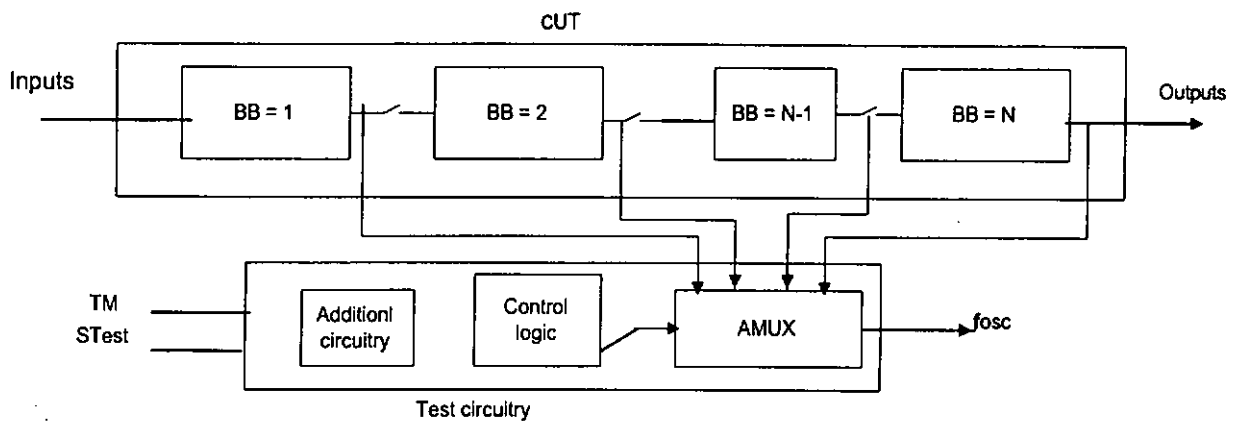 CUT
Inputs
BB = 1
BB = 2
BB = N-1
BB = N
Outputs
TM
STest
Additionl
circuitry
Control
logic
AMUX
fosc
Test circuitry